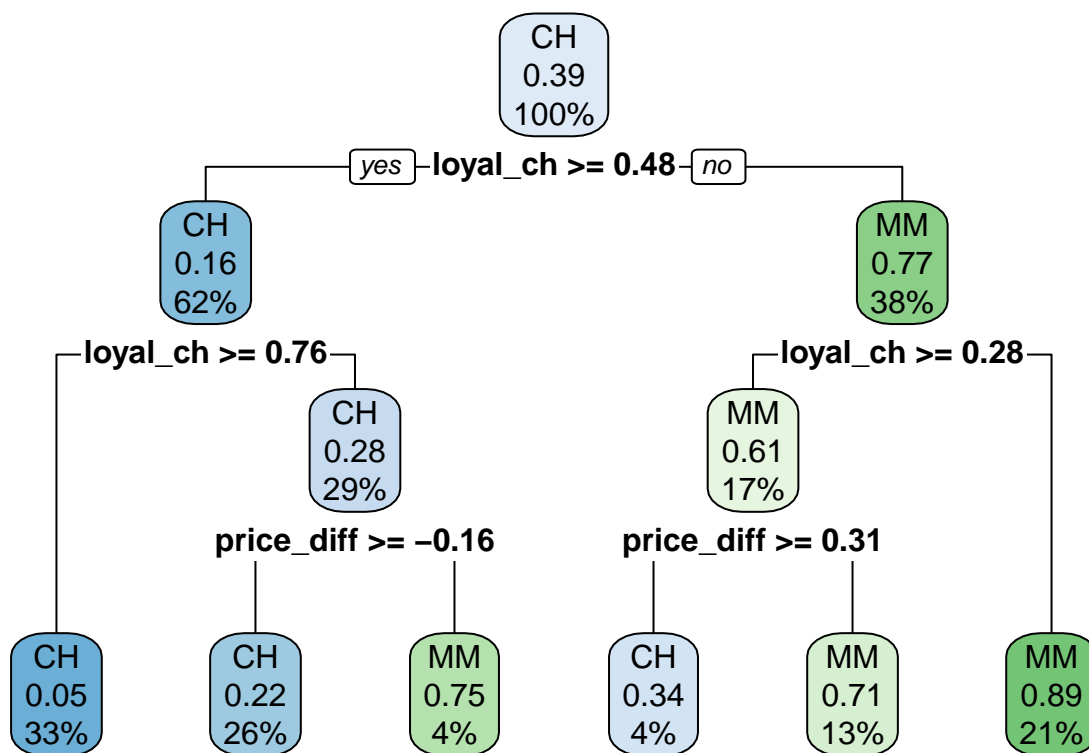 CH
0.39
100%
yes loyal_ch >= 0.48 no
CH
0.16
62%
MM
0.77
38%
loyal_ch >= 0.76
loyal_ch >= 0.28
CH
0.28
29%
MM
0.61
17%
price_diff >= −0.16
price_diff >= 0.31
CH
0.05
33%
CH
0.22
26%
MM
0.75
4%
CH
0.34
4%
MM
0.71
13%
MM
0.89
21%